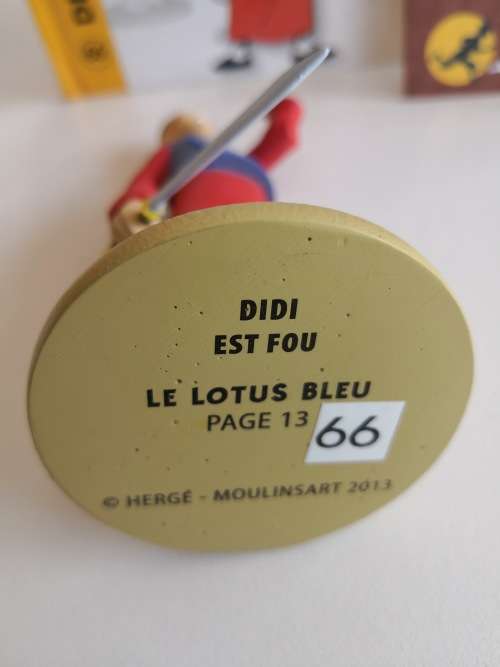 DIDI
EST FOU
LE LOTUS BLEU
PAGE 13
66
© HERGÉ - MOULINSART 2013